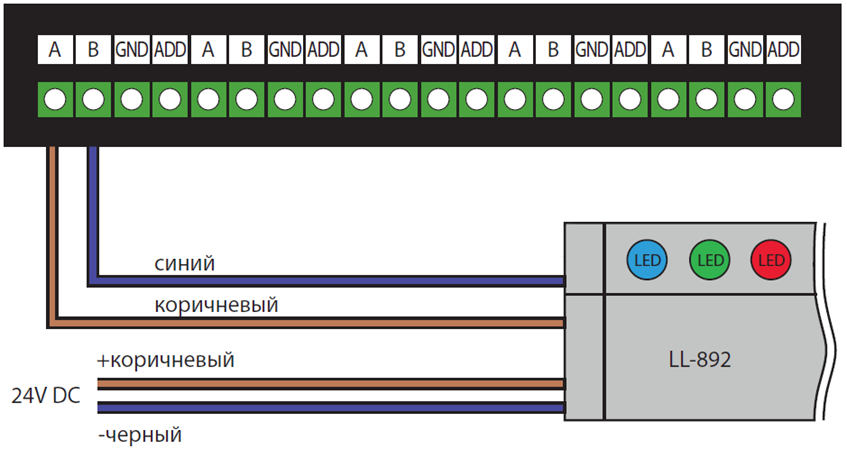 A B GND ADD A B GND ADD A B GND ADD A B GND ADD A B GND ADD
синий
LED LED LED
коричневый
+коричневый
LL-892
24V DC
-черный